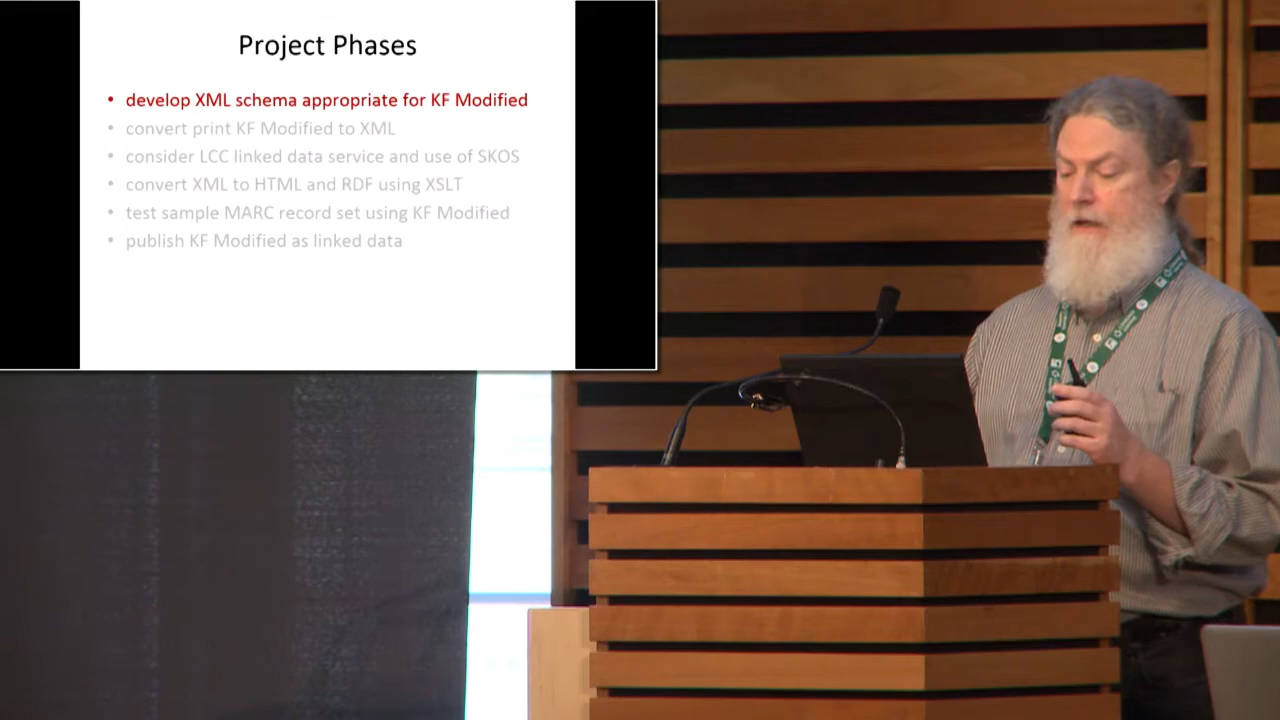 Project Phases
• develop XML schema appropriate for KF Modified
• convert print KF Modified to XML
• consider LCC linked data service and use of SKOS
• convert XML to HTML and RDF using XSLT
• test sample MARC record set using KF Modified
• publish KF Modified as linked data